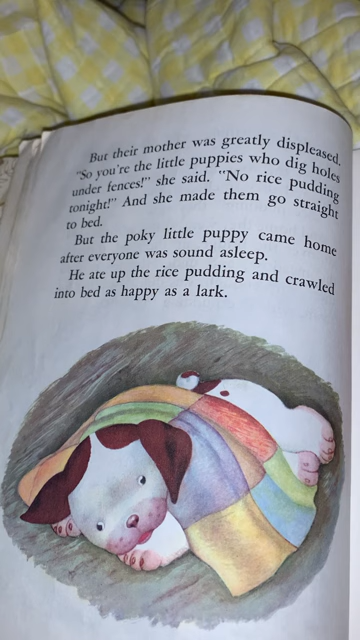 But their mother was greatly displeased.
"So you're the little puppies who dig holes
under fences!" she said. "No rice pudding
tonight!" And she made them go straight
to bed.
But the poky little puppy came home
after everyone was sound asleep.
He ate up the rice pudding and crawled
into bed as happy as a lark.